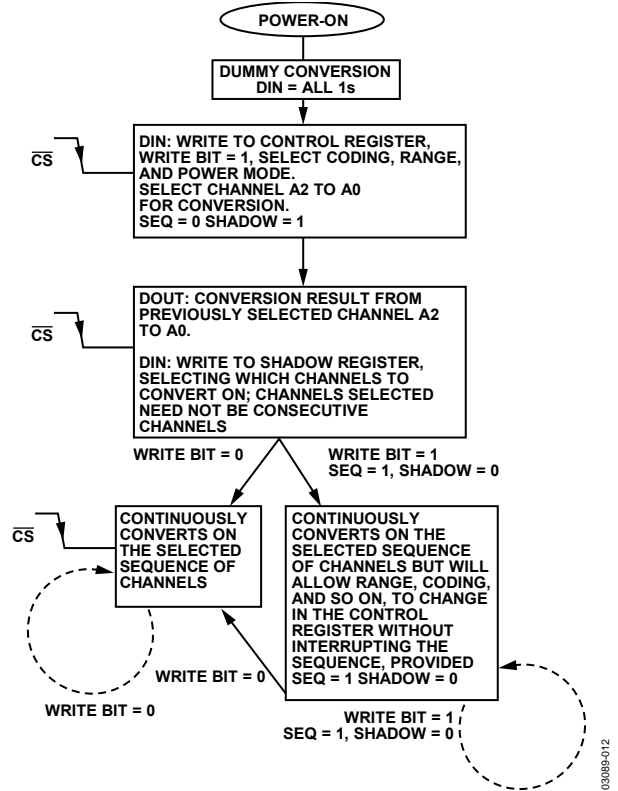 POWER-ON
DUMMY CONVERSION
DIN = ALL 1s
CS
DIN: WRITE TO CONTROL REGISTER,
WRITE BIT = 1, SELECT CODING, RANGE,
AND POWER MODE.
SELECT CHANNEL A2 TO A0
FOR CONVERSION.
SEQ = 0 SHADOW = 1
CS
DOUT: CONVERSION RESULT FROM
PREVIOUSLY SELECTED CHANNEL A2
TO A0.
DIN: WRITE TO SHADOW REGISTER,
SELECTING WHICH CHANNELS TO
CONVERT ON; CHANNELS SELECTED
NEED NOT BE CONSECUTIVE
CHANNELS
WRITE BIT = 0
WRITE BIT = 1
SEQ = 1, SHADOW = 0
CS
CONTINUOUSLY
CONVERTS ON
THE SELECTED
SEQUENCE OF
CHANNELS
CONTINUOUSLY
CONVERTS ON THE
SELECTED SEQUENCE
OF CHANNELS BUT WILL
ALLOW RANGE, CODING,
AND SO ON, TO CHANGE
IN THE CONTROL
REGISTER WITHOUT
INTERRUPTING THE
SEQUENCE, PROVIDED
SEQ = 1 SHADOW = 0
WRITE BIT = 0
WRITE BIT = 0
WRITE BIT = 1
SEQ = 1, SHADOW = 0
03089-012